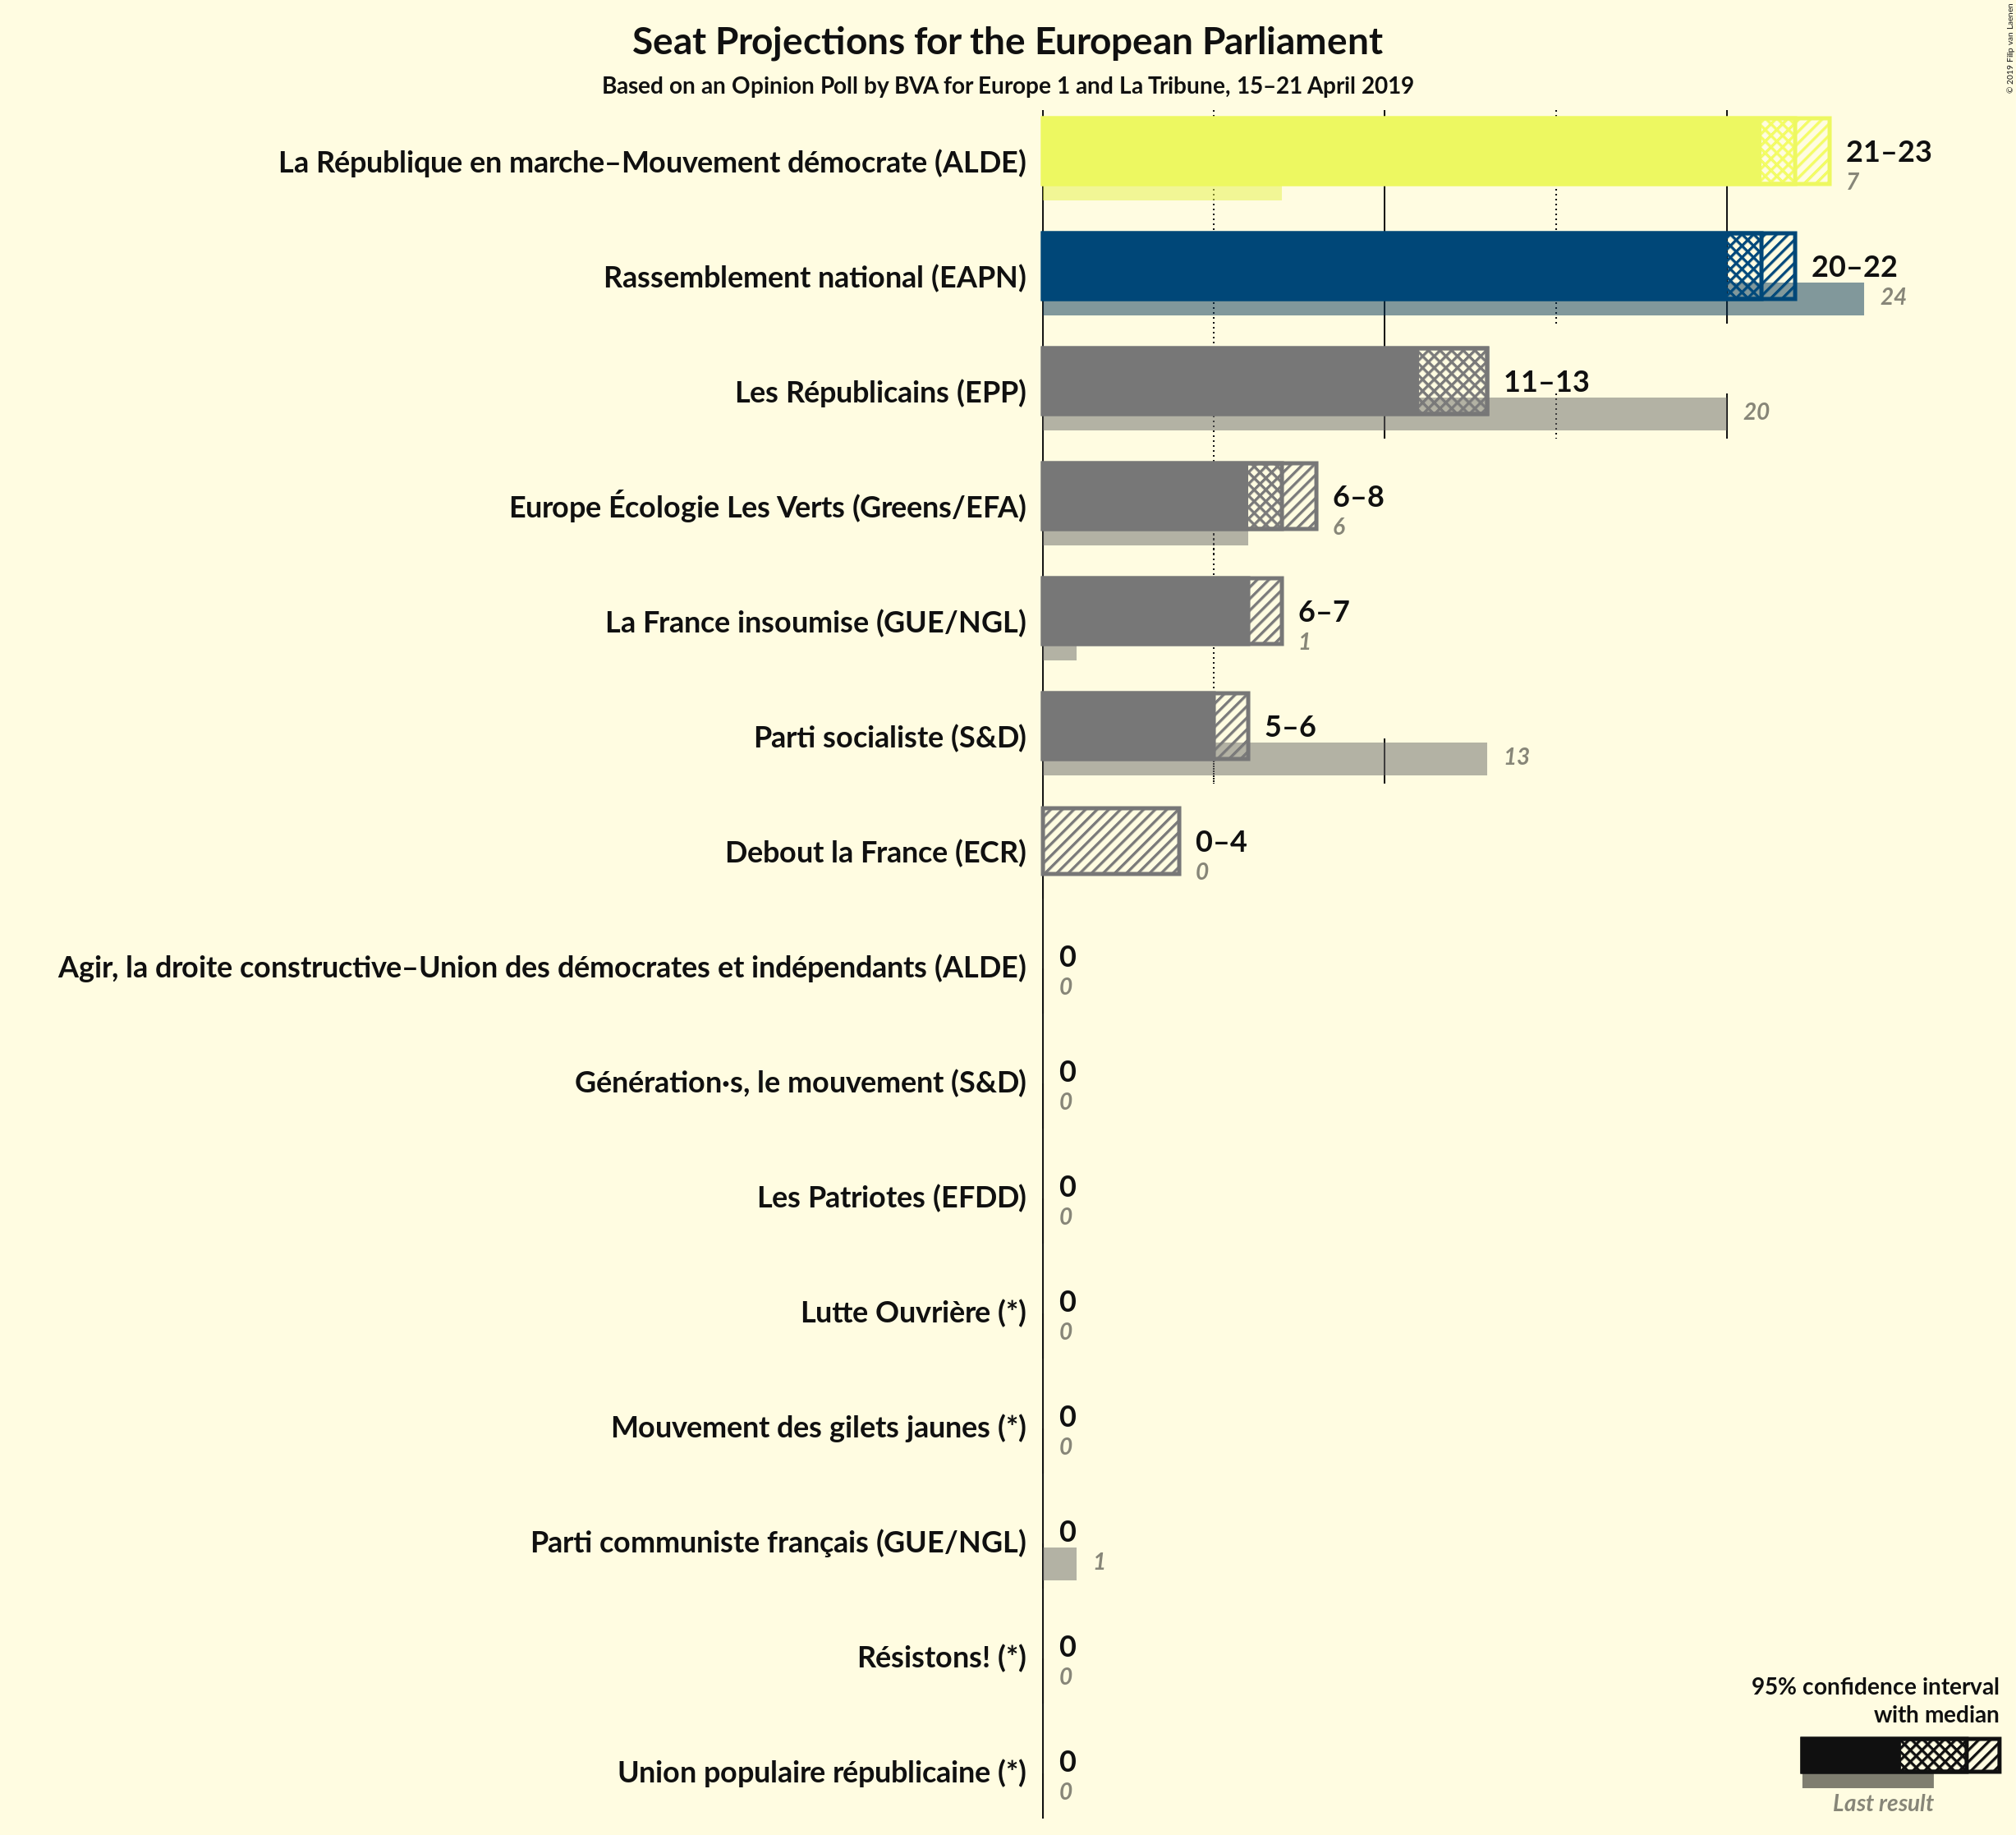 Seat Projections for the European Parliament
Based on an Opinion Poll by BVA for Europe 1 and La Tribune, 15–21 April 2019
© 2019 Filip van Laenen
La République en marche–Mouvement démocrate (ALDE)
21–23
7
Rassemblement national (EAPN)
20–22
24
Les Républicains (EPP)
11–13
20
Europe Écologie Les Verts (Greens/EFA)
6–8
6
La France insoumise (GUE/NGL)
6–7
1
Parti socialiste (S&D)
5–6
13
Debout la France (ECR)
0–4
0
Agir, la droite constructive–Union des démocrates et indépendants (ALDE)
0
0
Génération·s, le mouvement (S&D)
0
0
Les Patriotes (EFDD)
0
0
Lutte Ouvrière (*)
0
0
Mouvement des gilets jaunes (*)
0
0
Parti communiste français (GUE/NGL)
0
1
Résistons! (*)
0
0
Union populaire républicaine (*)
0
0
95% confidence interval
with median
Last result